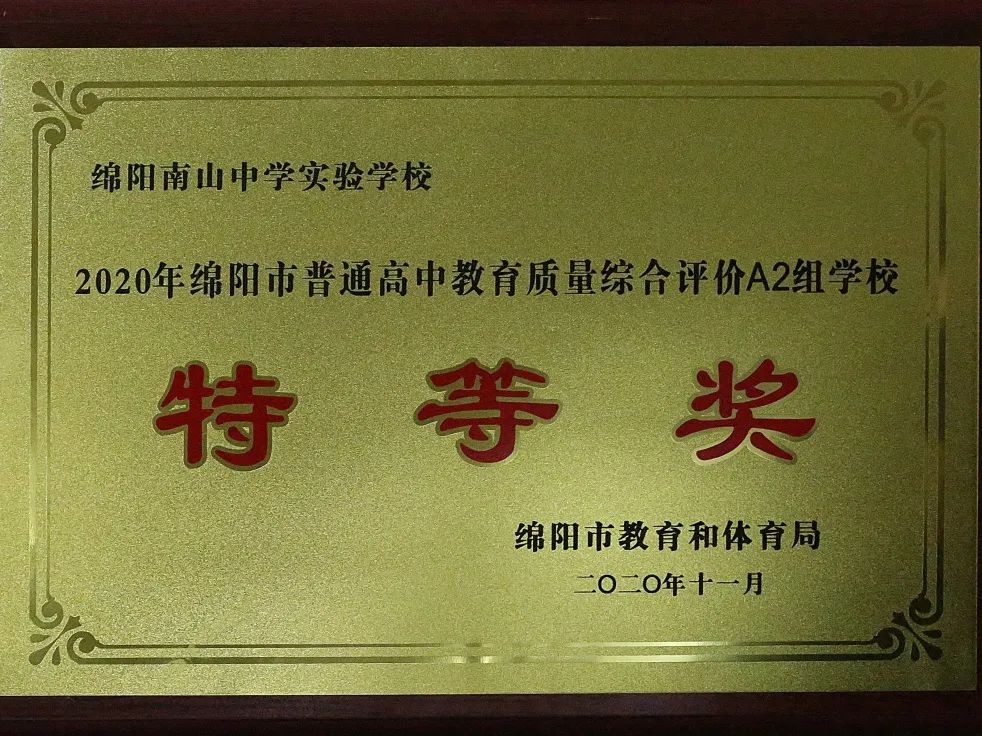 绵阳南山中学实验学校
2020年绵阳市普通高中教育质量综合评价A2组学校
特等奖
绵阳市教育和体育局
二〇二〇年十一月